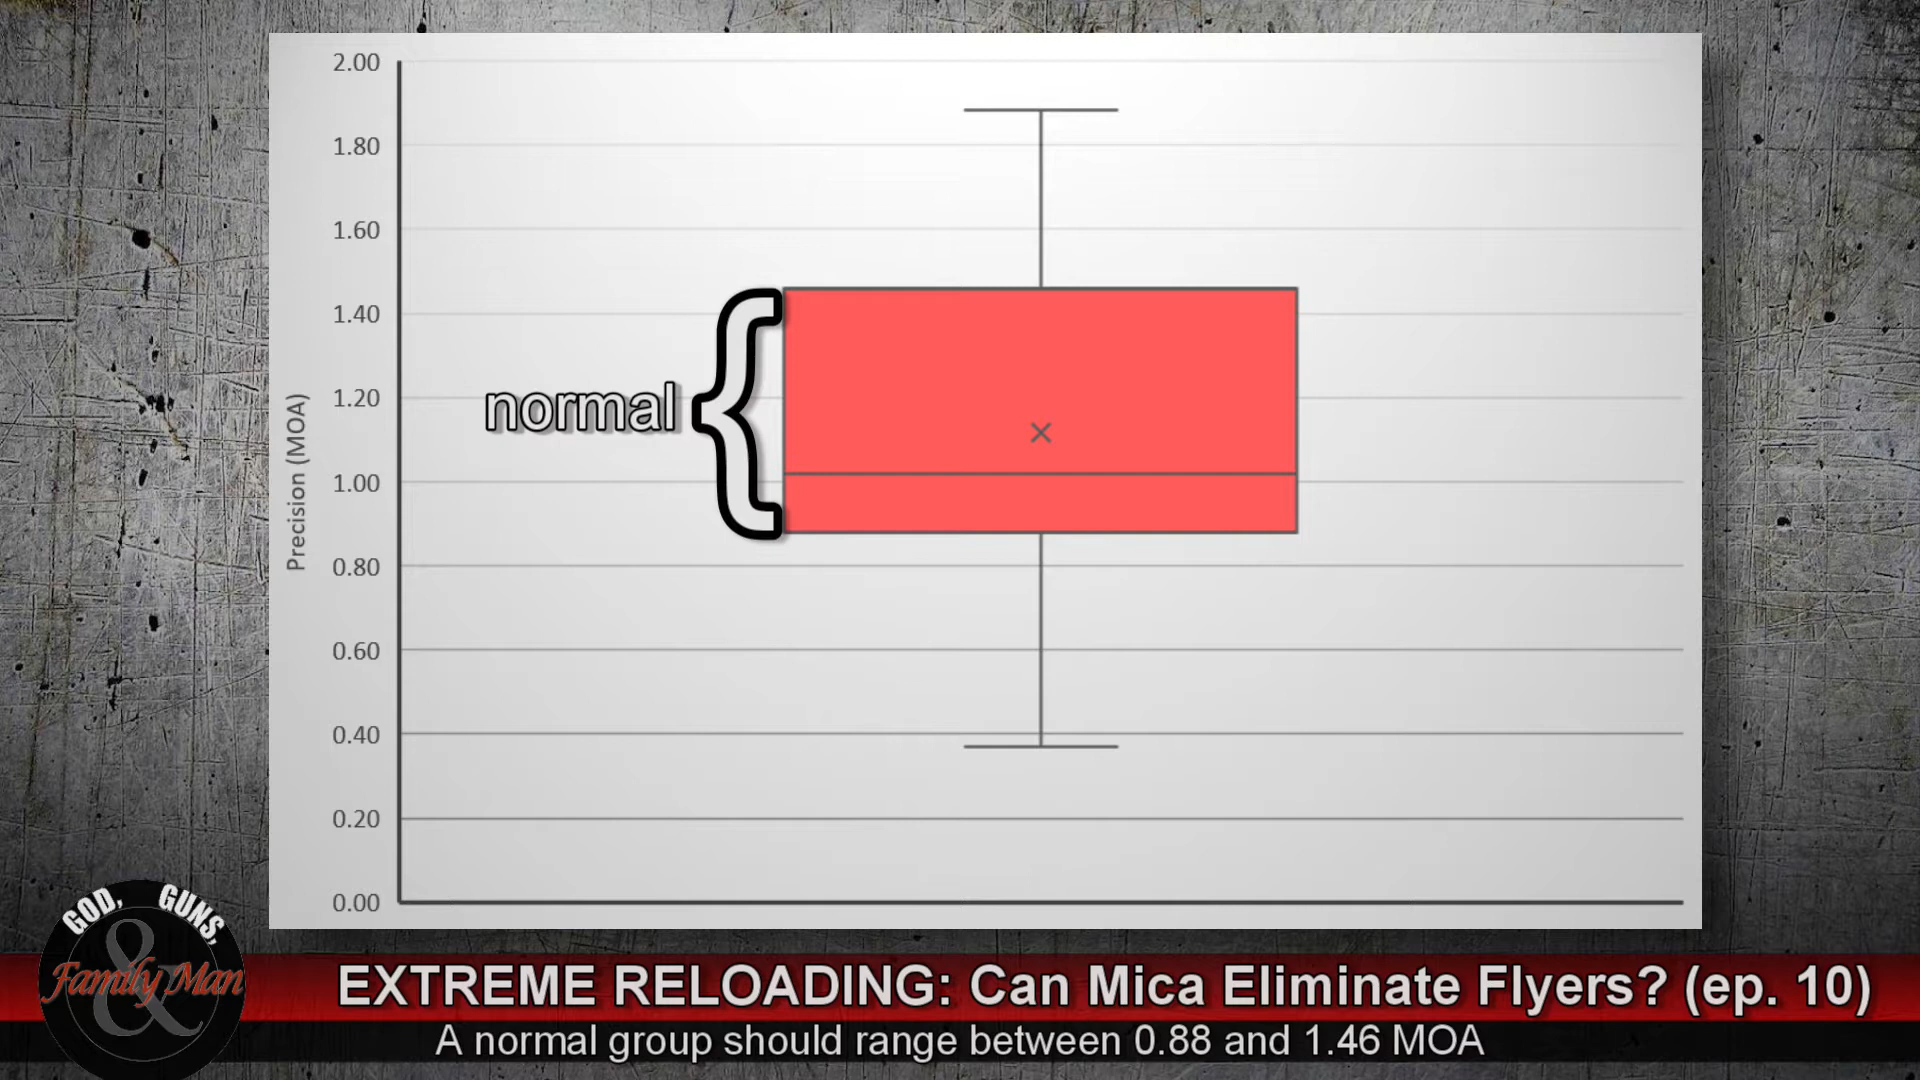 2.00
1.80
1.60
1.40
1.20
1.00
0.80
0.60
0.40
0.20
0.00
Precision (MOA)
normal
GOD, GUNS,
&
Family Man
EXTREME RELOADING: Can Mica Eliminate Flyers? (ep. 10)
A normal group should range between 0.88 and 1.46 MOA